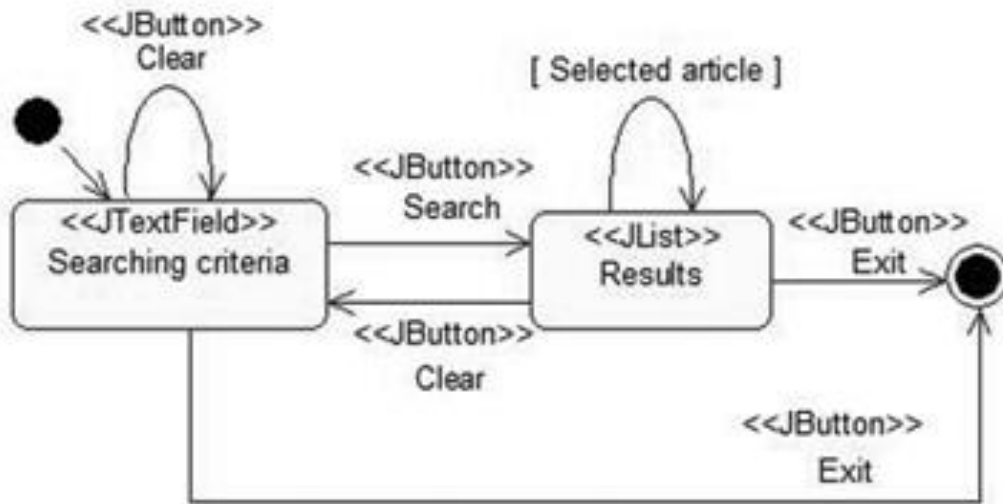 <<JButton>>
Clear
[ Selected article ]
<<JButton>>
Search
<<JTextField>>
Searching criteria
<<JList>>
Results
<<JButton>>
Exit
<<JButton>>
Clear
<<JButton>>
Exit